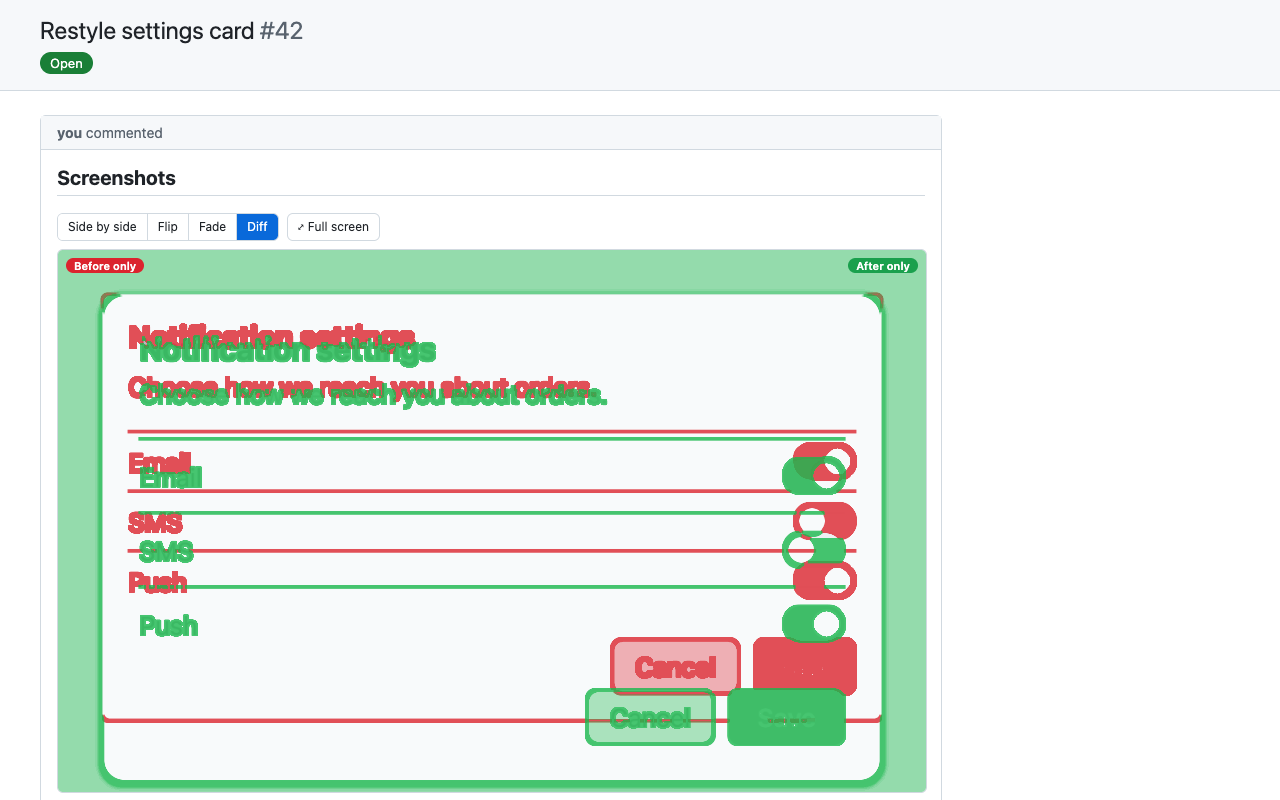 Restyle settings card #42
Open
you commented
Screenshots
Side by side Flip Fade Diff ⤢ Full screen
Before only After only
Notification settings
Notification settings
Choose how we reach you about orders.
Choose how we reach you about orders.
Email
Email
SMS
SMS
Push
Push
Cancel
Cancel Save